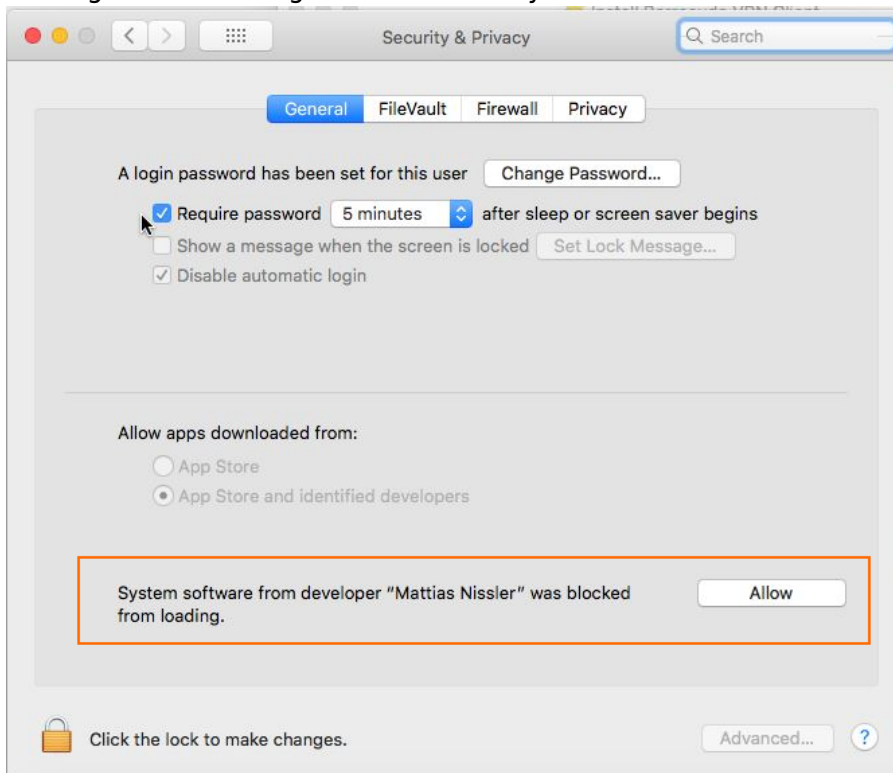 Security & Privacy
Search
General FileVault Firewall Privacy
A login password has been set for this user Change Password...
Require password 5 minutes after sleep or screen saver begins
Show a message when the screen is locked Set Lock Message...
Disable automatic login
Allow apps downloaded from:
App Store
App Store and identified developers
System software from developer “Mattias Nissler” was blocked Allow
from loading.
Click the lock to make changes. Advanced... ?